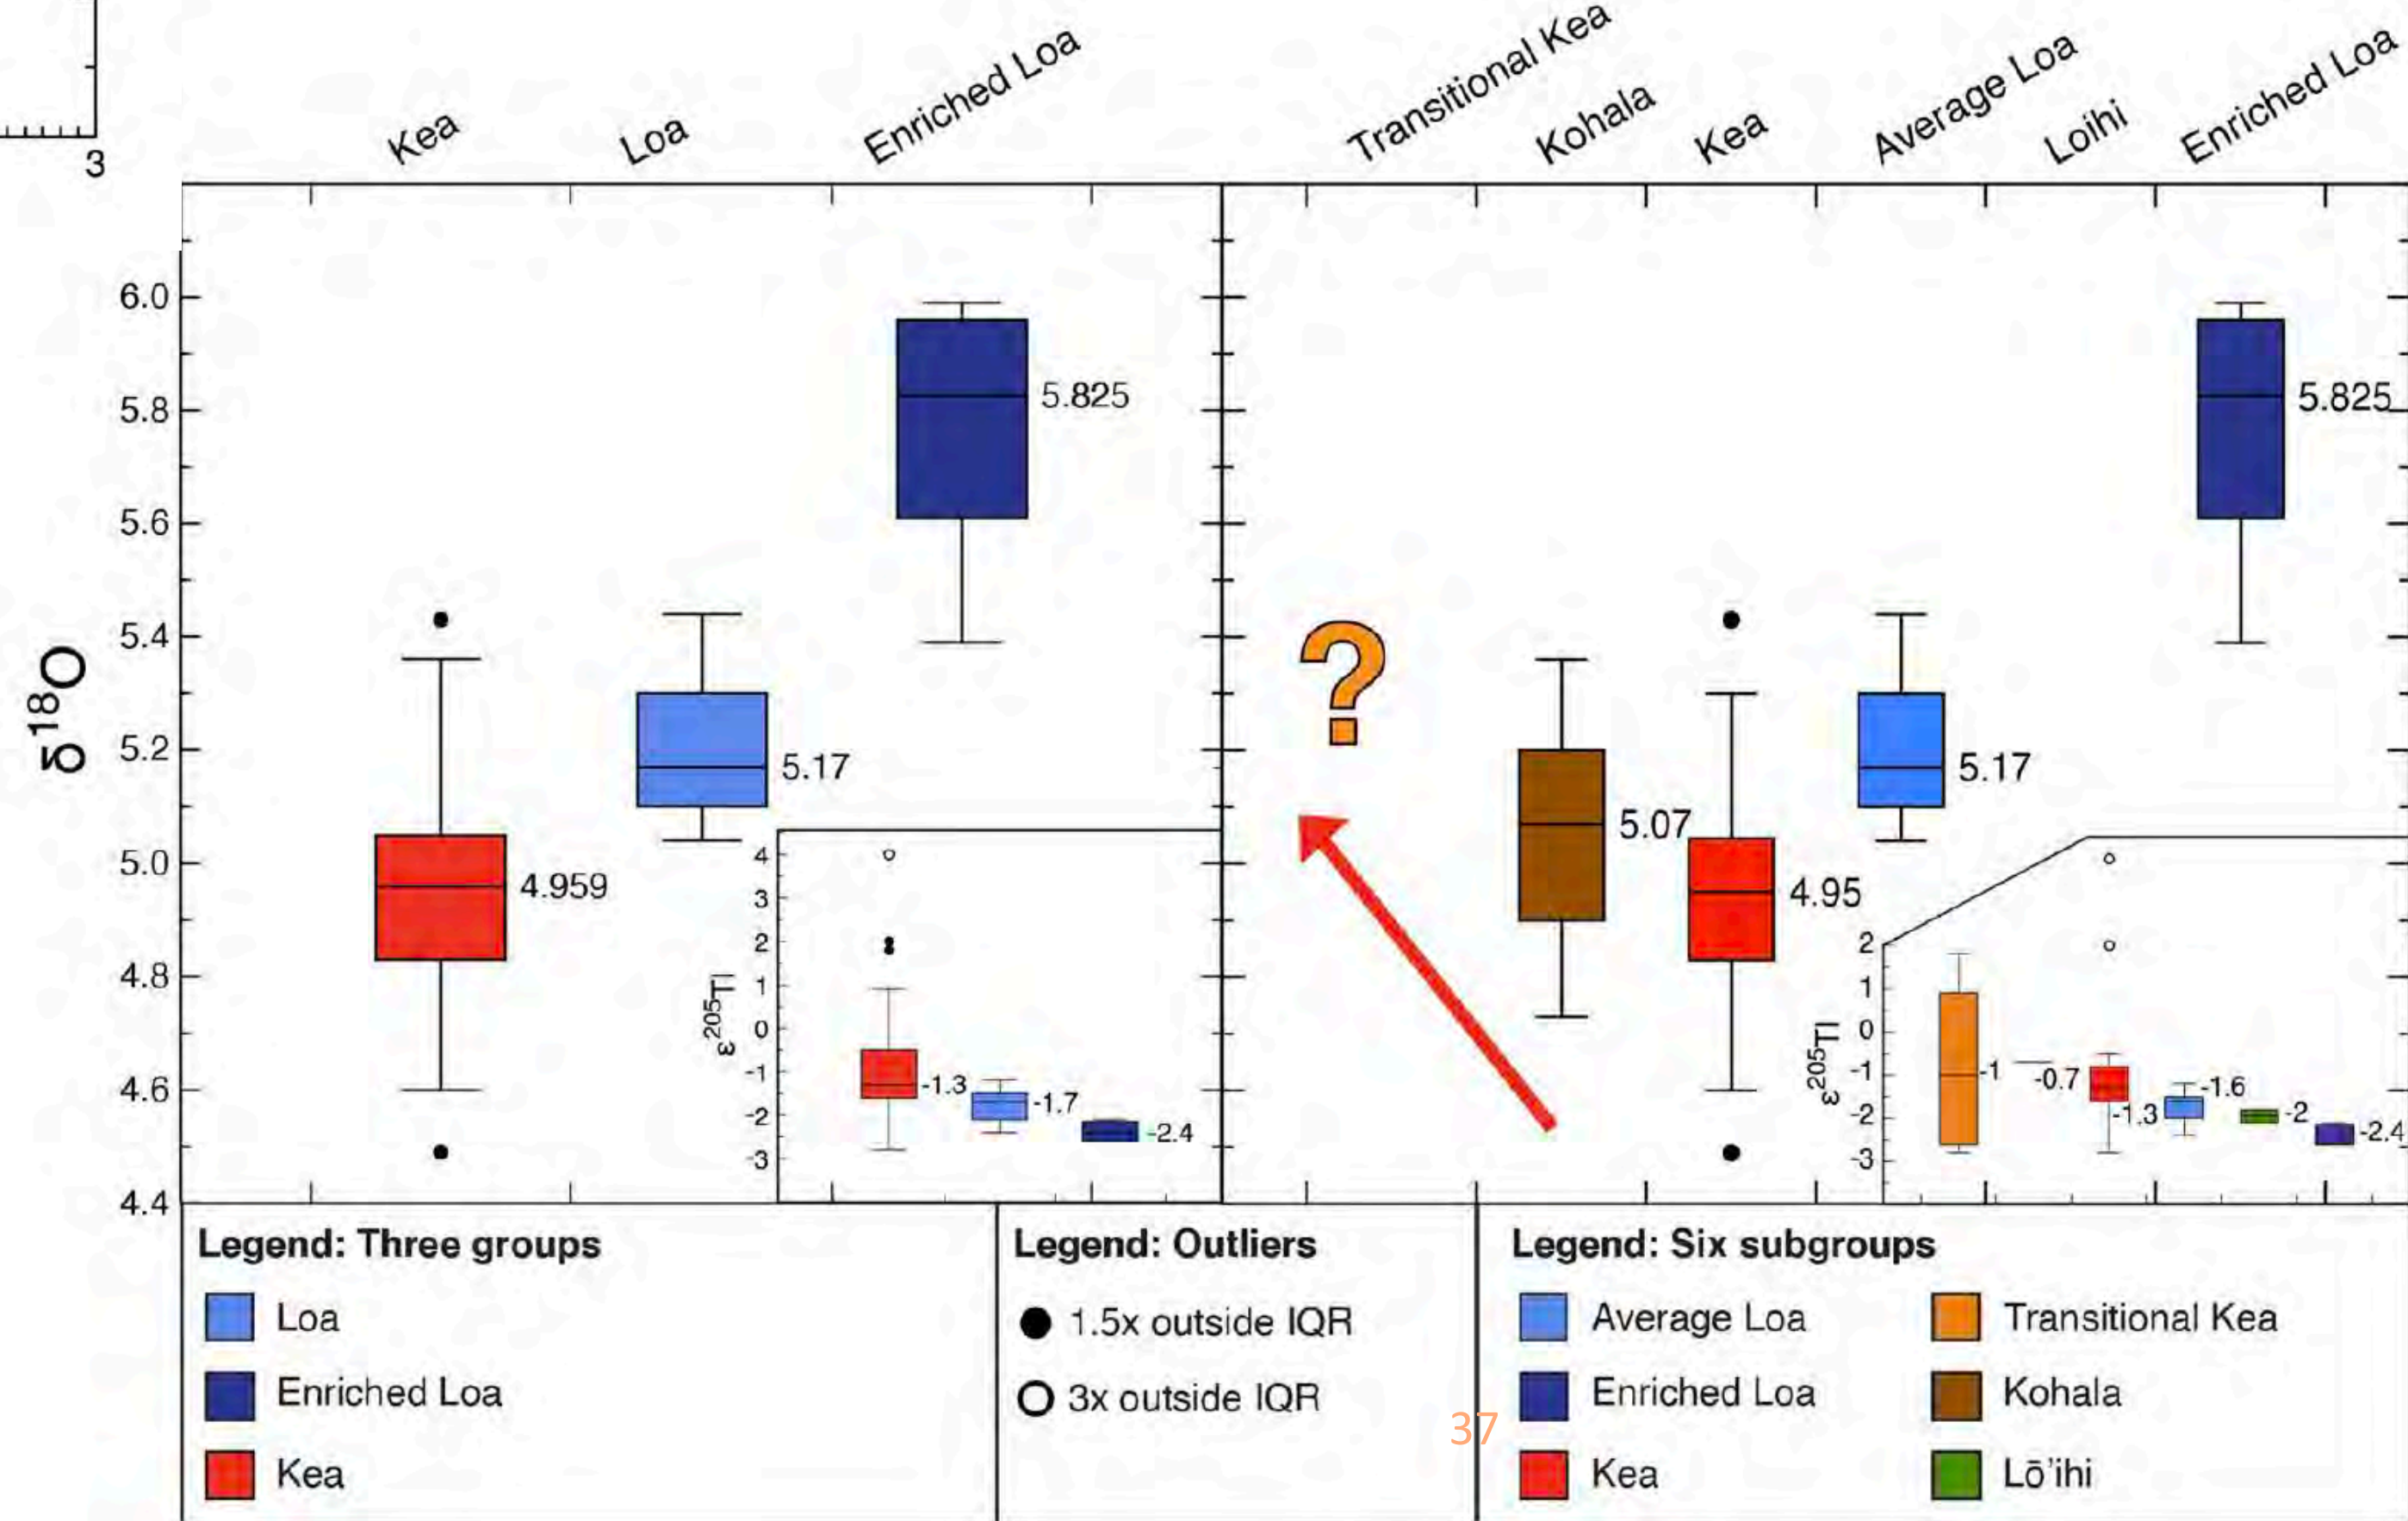 3
Kea
Loa
Enriched Loa
Transitional Kea
Kohala
Kea
Average Loa
Loihi
Enriched Loa
δ¹⁸O
6.0
5.8
5.6
5.4
5.2
5.0
4.8
4.6
4.4
4.959
5.17
5.825
ε²⁰⁵Tl
4
3
2
1
0
-1
-2
-3
-1.3
-1.7
-2.4
?
5.07
4.95
5.17
5.825
ε²⁰⁵Tl
2
1
0
-1
-2
-3
-1
-0.7
-1.3
-1.6
-2
-2.4
Legend: Three groups
Loa
Enriched Loa
Kea
Legend: Outliers
1.5x outside IQR
3x outside IQR
37
Legend: Six subgroups
Average Loa
Enriched Loa
Kea
Transitional Kea
Kohala
Lō'ihi